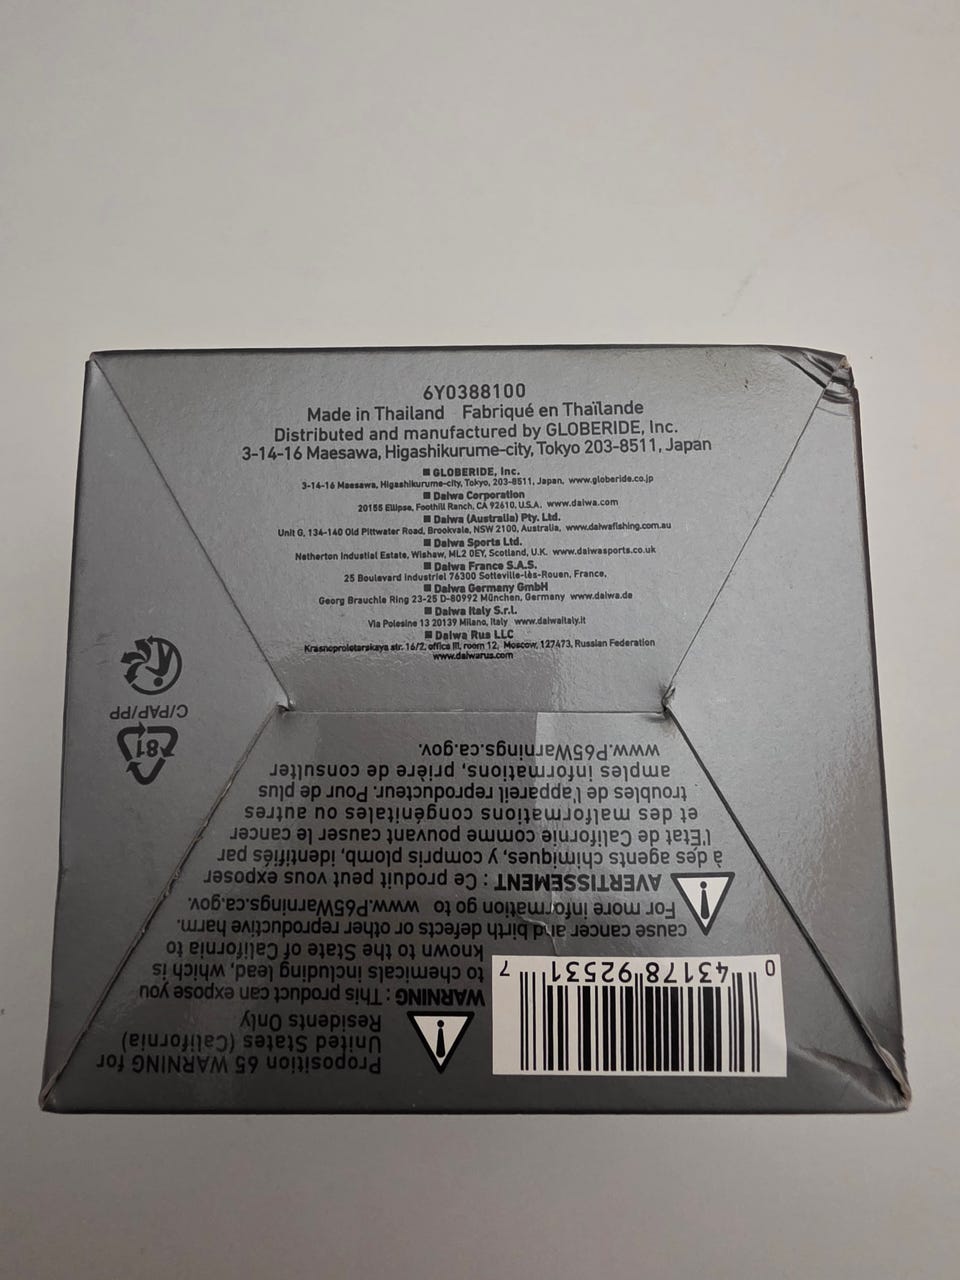 6Y0388100
Made in Thailand Fabriqué en Thaïlande
Distributed and manufactured by GLOBERIDE, Inc.
3-14-16 Maesawa, Higashikurume-city, Tokyo 203-8511, Japan
■ GLOBERIDE, Inc.
3-14-16 Maesawa, Higashikurume-city, Tokyo, 203-8511, Japan, www.globeride.co.jp
■ Daiwa Corporation
20155 Ellipse, Foothill Ranch, CA 92610, U.S.A. www.daiwa.com
■ Daiwa (Australia) Pty. Ltd.
Unit G, 134-140 Old Pittwater Road, Brookvale, NSW 2100, Australia, www.daiwafishing.com.au
■ Daiwa Sports Ltd.
Netherton Industial Estate, Wishaw, ML2 0EY, Scotland, U.K. www.daiwasports.co.uk
■ Daiwa France S.A.S.
25 Boulevard Industriel 76300 Sotteville-lès-Rouen, France,
■ Daiwa Germany GmbH
Georg Brauchle Ring 23-25 D-80992 München, Germany www.daiwa.de
■ Daiwa Italy S.r.l.
Via Polesine 13 20139 Milano, Italy www.daiwaitaly.it
■ Daiwa Rus LLC
Krasnoproletarskaya str. 16/2, office III, room 12, Moscow, 127473, Russian Federation
www.daiwarus.com
81
C/PAP/PP
Proposition 65 WARNING for
United States (California)
Residents Only
WARNING : This product can expose you
to chemicals including lead, which is
known to the State of California to
cause cancer and birth defects or other reproductive harm.
For more information go to www.P65Warnings.ca.gov.
AVERTISSEMENT : Ce produit peut vous exposer
à des agents chimiques, y compris plomb, identifiés par
l'État de Californie comme pouvant causer le cancer
et des malformations congénitales ou autres
troubles de l'appareil reproducteur. Pour de plus
amples informations, prière de consulter
www.P65Warnings.ca.gov.
0 43178 92531 7